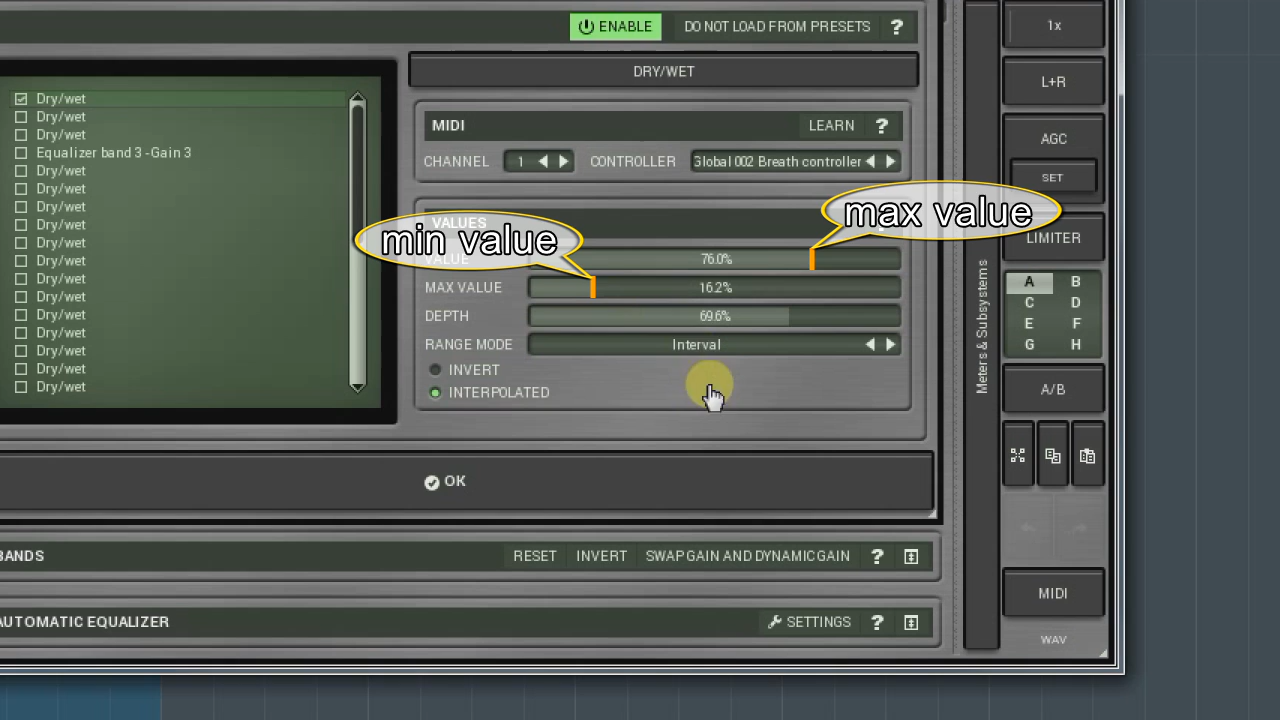 ENABLE
DO NOT LOAD FROM PRESETS
?
DRY/WET
Dry/wet
Dry/wet
Dry/wet
Equalizer band 3 - Gain 3
Dry/wet
Dry/wet
Dry/wet
Dry/wet
Dry/wet
Dry/wet
Dry/wet
Dry/wet
Dry/wet
Dry/wet
Dry/wet
Dry/wet
Dry/wet
MIDI
LEARN
?
CHANNEL
1
CONTROLLER
Global 002 Breath controller
VALUES
min value
max value
VALUE
76.0%
MAX VALUE
16.2%
DEPTH
69.6%
RANGE MODE
Interval
INVERT
INTERPOLATED
OK
BANDS
RESET
INVERT
SWAP GAIN AND DYNAMIC GAIN
?
AUTOMATIC EQUALIZER
SETTINGS
?
Meters & Subsystems
1x
L+R
AGC
SET
LIMITER
A B
C D
E F
G H
A/B
MIDI
WAV